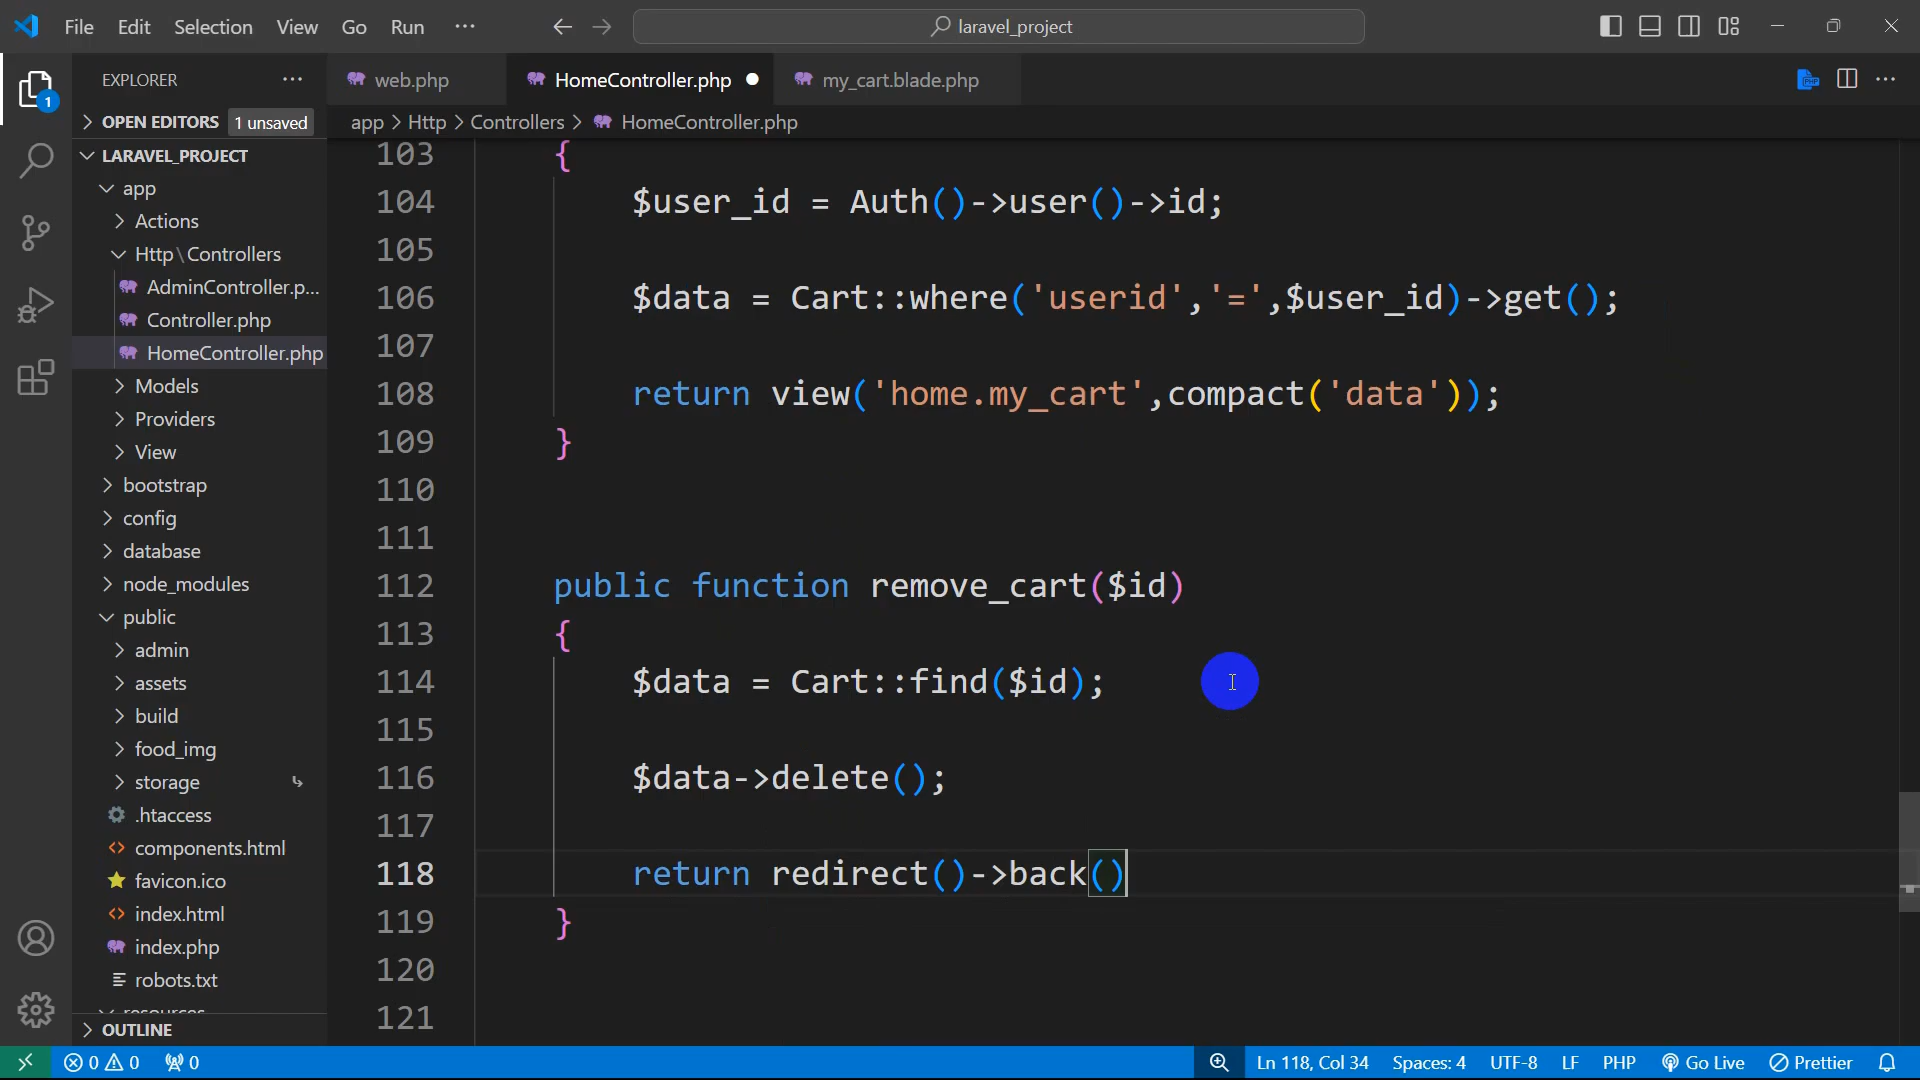 File Edit Selection View Go Run ··· laravel_project
EXPLORER ···
OPEN EDITORS 1 unsaved
LARAVEL_PROJECT
app
Actions
Http\Controllers
AdminController.p...
Controller.php
HomeController.php
Models
Providers
View
bootstrap
config
database
node_modules
public
admin
assets
build
food_img
storage
.htaccess
components.html
favicon.ico
index.html
index.php
robots.txt
resources
OUTLINE
1
web.php HomeController.php my_cart.blade.php
app > Http > Controllers > HomeController.php
103 {
104 $user_id = Auth()->user()->id;
105
106 $data = Cart::where('userid','=',$user_id)->get();
107
108 return view('home.my_cart',compact('data'));
109 }
110
111
112 public function remove_cart($id)
113 {
114 $data = Cart::find($id);
115
116 $data->delete();
117
118 return redirect()->back()
119 }
120
121
0 0 0 Ln 118, Col 34 Spaces: 4 UTF-8 LF PHP Go Live Prettier